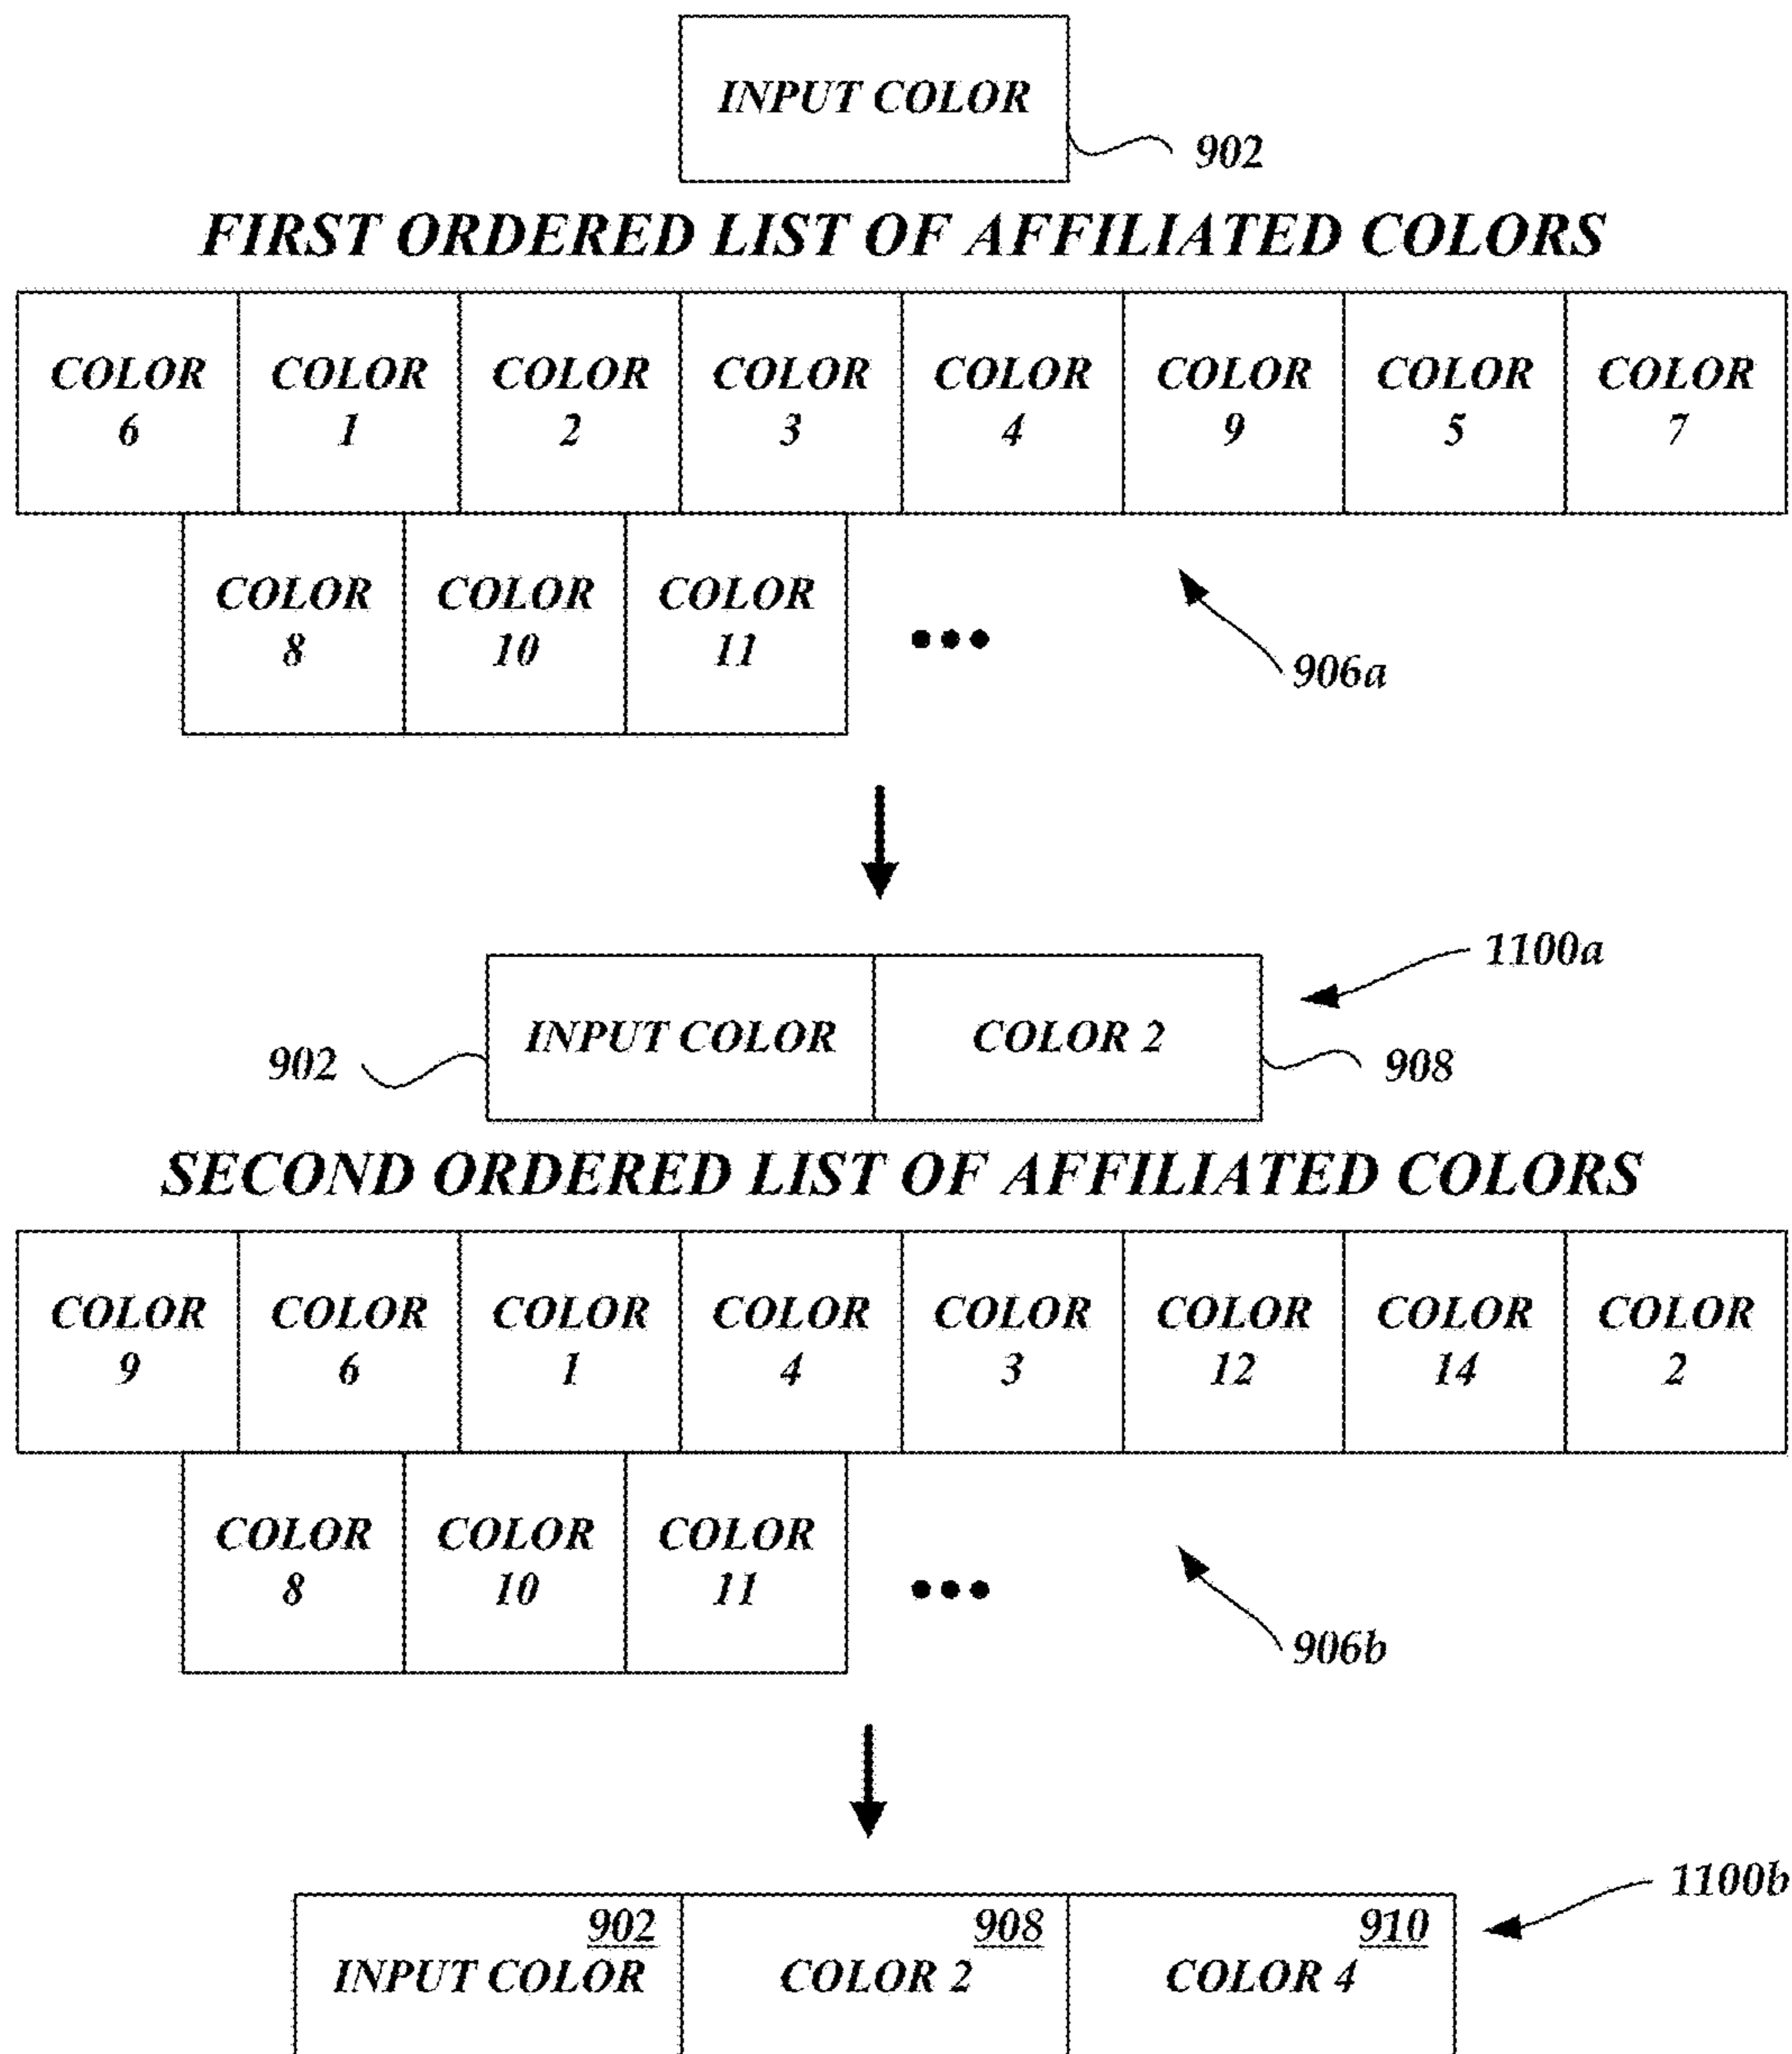 INPUT COLOR
902
FIRST ORDERED LIST OF AFFILIATED COLORS
COLOR COLOR COLOR COLOR COLOR COLOR COLOR COLOR
6 1 2 3 4 9 5 7
COLOR COLOR COLOR
8 10 11 •••
906a
1100a
INPUT COLOR COLOR 2
902 908
SECOND ORDERED LIST OF AFFILIATED COLORS
COLOR COLOR COLOR COLOR COLOR COLOR COLOR COLOR
9 6 1 4 3 12 14 2
COLOR COLOR COLOR
8 10 11 •••
906b
1100b
902 908 910
INPUT COLOR COLOR 2 COLOR 4